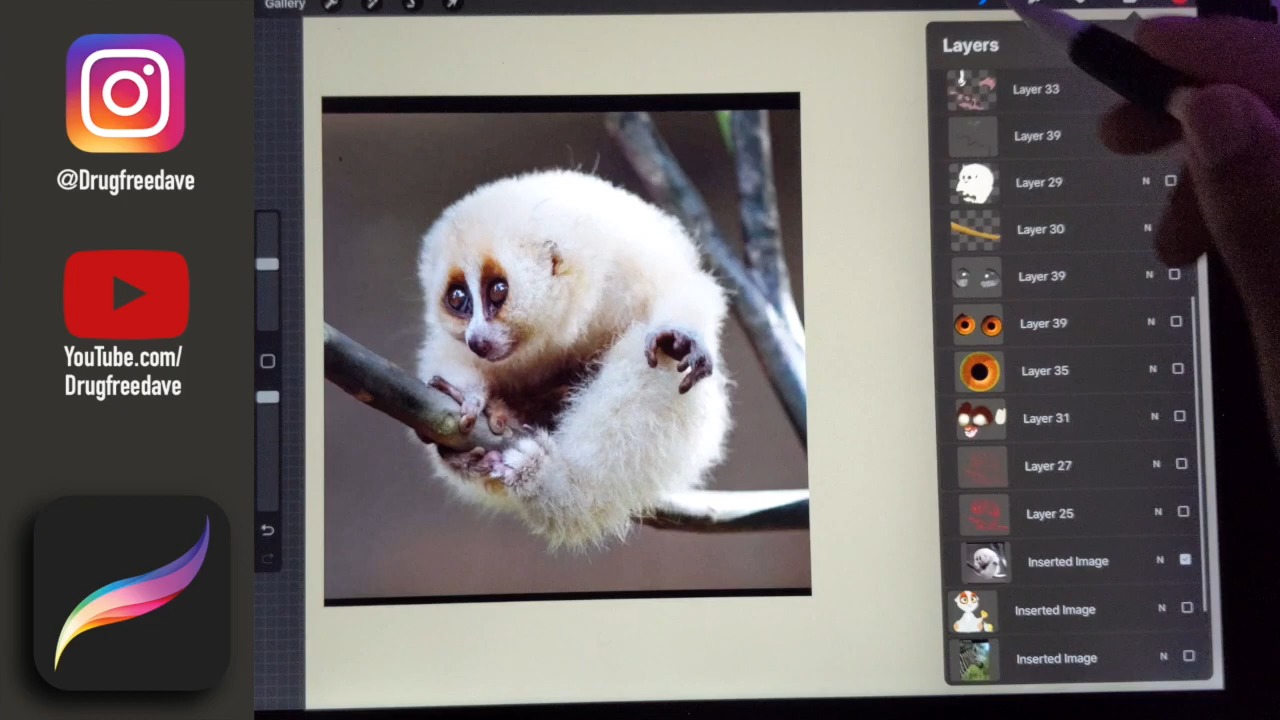 Gallery
@Drugfreedave
YouTube.com/
Drugfreedave
Layers
Layer 33
Layer 39
Layer 29 N
Layer 30 N
Layer 39 N
Layer 39 N
Layer 35 N
Layer 31 N
Layer 27 N
Layer 25 N
Inserted Image N
Inserted Image N
Inserted Image N